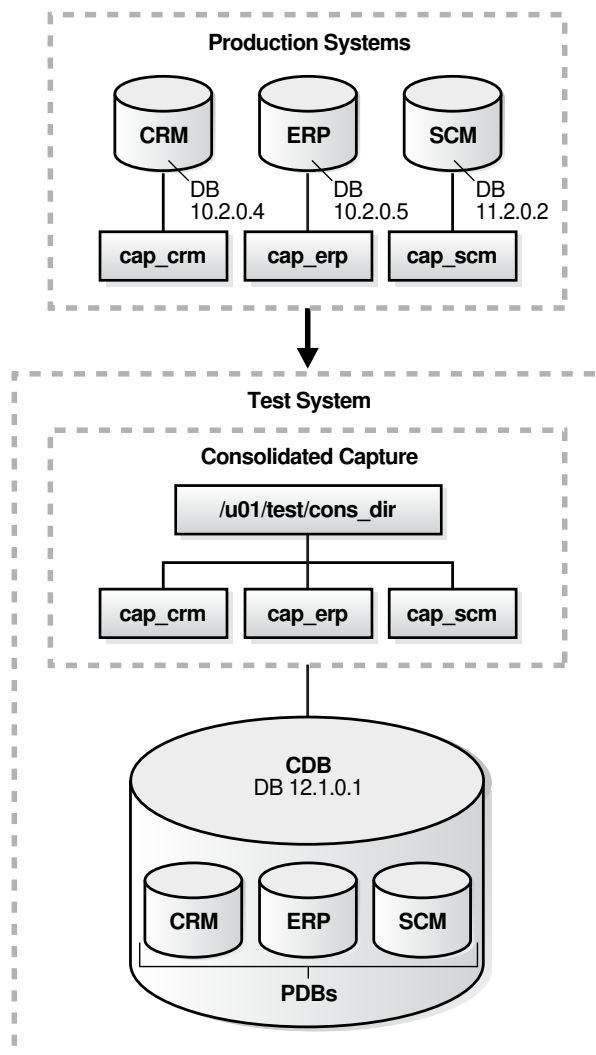 Production Systems
CRM
ERP
SCM
DB
10.2.0.4
DB
10.2.0.5
DB
11.2.0.2
cap_crm
cap_erp
cap_scm
Test System
Consolidated Capture
/u01/test/cons_dir
cap_crm
cap_erp
cap_scm
CDB
DB 12.1.0.1
CRM
ERP
SCM
PDBs